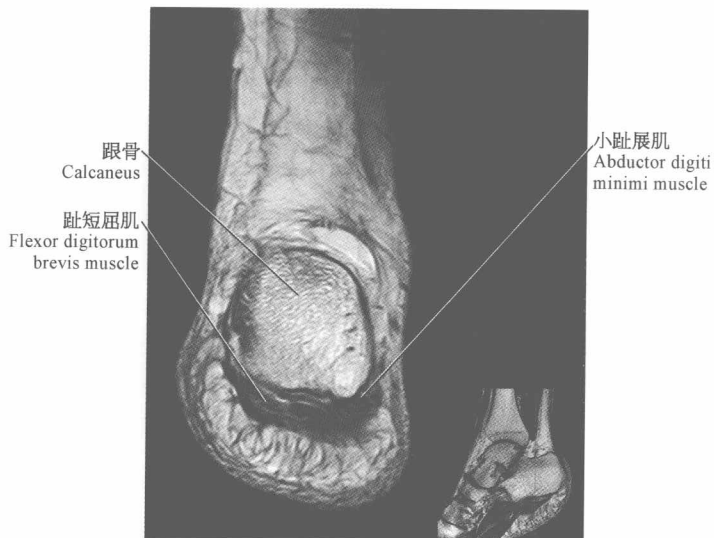 跟骨
Calcaneus
趾短屈肌
Flexor digitorum
brevis muscle
小趾展肌
Abductor digiti
minimi muscle